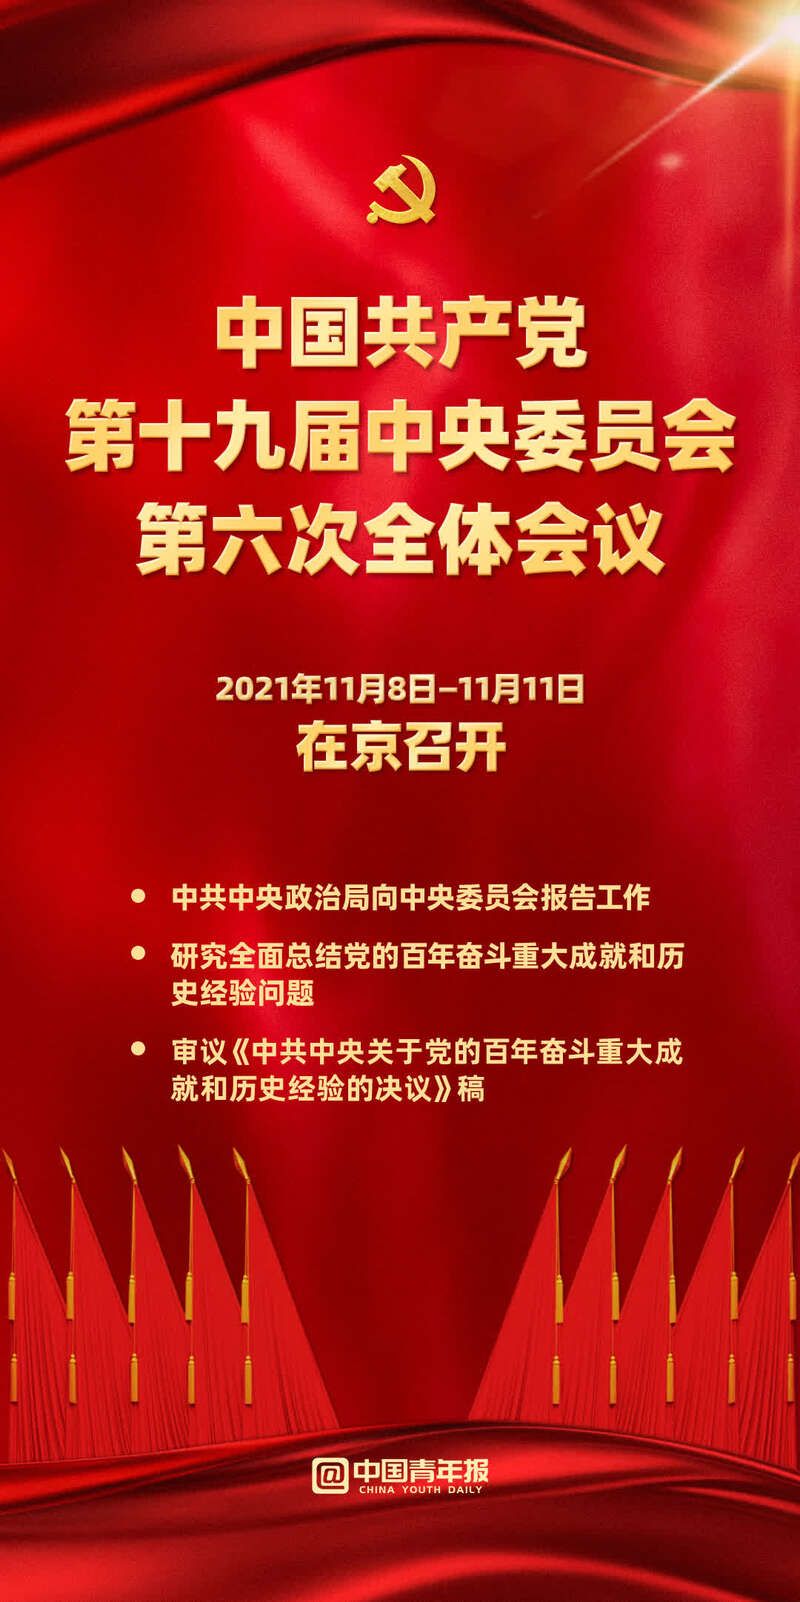 中国共产党
第十九届中央委员会
第六次全体会议
2021年11月8日—11月11日
在京召开
• 中共中央政治局向中央委员会报告工作
• 研究全面总结党的百年奋斗重大成就和历
史经验问题
• 审议《中共中央关于党的百年奋斗重大成
就和历史经验的决议》稿
@中国青年报
CHINA YOUTH DAILY